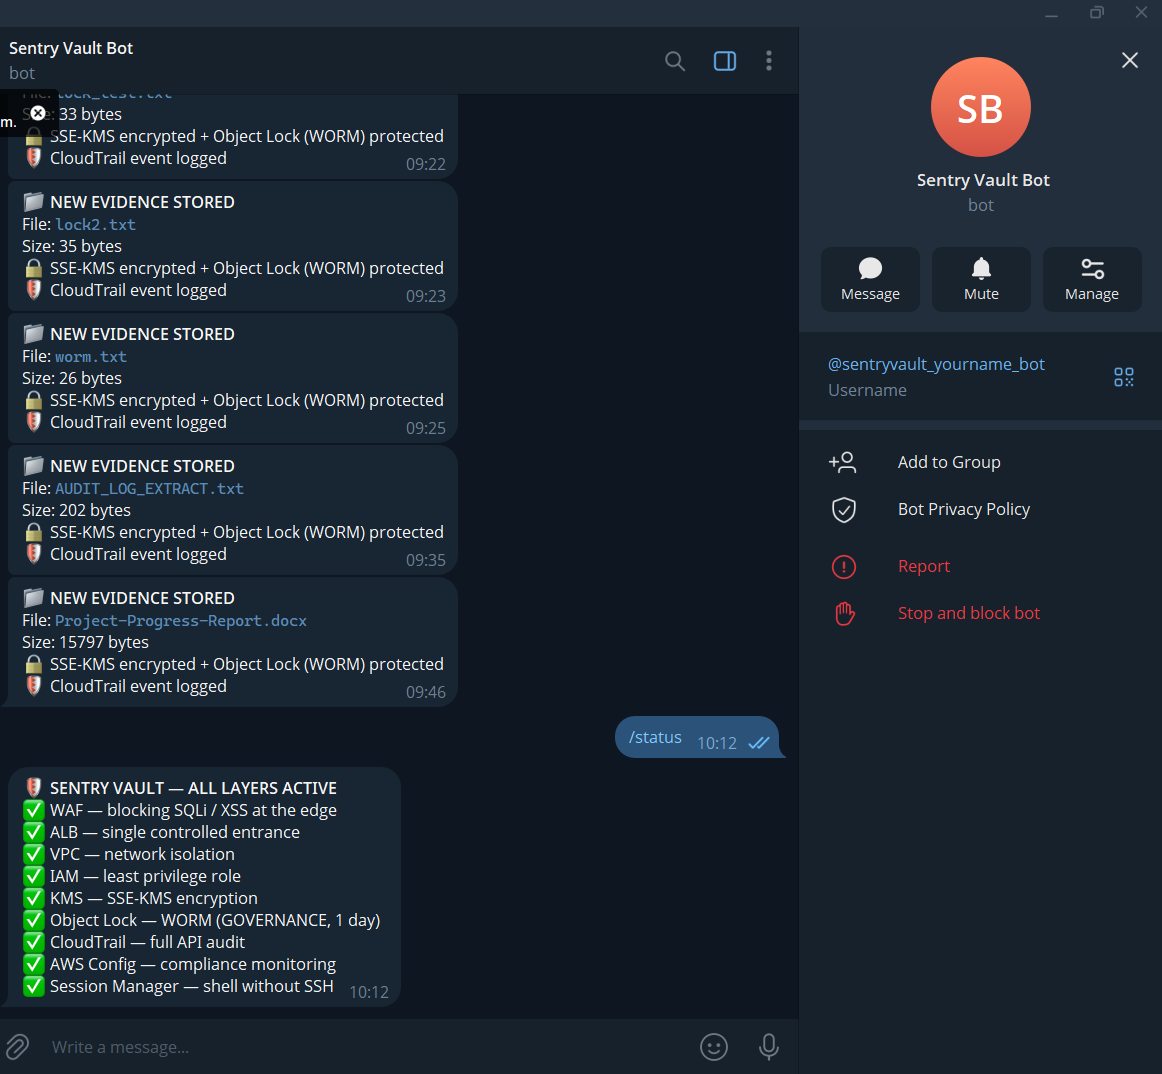 Sentry Vault Bot
bot
File: lock_test.txt
m.
Size: 33 bytes
SSE-KMS encrypted + Object Lock (WORM) protected
CloudTrail event logged
09:22
NEW EVIDENCE STORED
File: lock2.txt
Size: 35 bytes
SSE-KMS encrypted + Object Lock (WORM) protected
CloudTrail event logged
09:23
NEW EVIDENCE STORED
File: worm.txt
Size: 26 bytes
SSE-KMS encrypted + Object Lock (WORM) protected
CloudTrail event logged
09:25
NEW EVIDENCE STORED
File: AUDIT_LOG_EXTRACT.txt
Size: 202 bytes
SSE-KMS encrypted + Object Lock (WORM) protected
CloudTrail event logged
09:35
NEW EVIDENCE STORED
File: Project-Progress-Report.docx
Size: 15797 bytes
SSE-KMS encrypted + Object Lock (WORM) protected
CloudTrail event logged
09:46
/status 10:12
SENTRY VAULT — ALL LAYERS ACTIVE
WAF — blocking SQLi / XSS at the edge
ALB — single controlled entrance
VPC — network isolation
IAM — least privilege role
KMS — SSE-KMS encryption
Object Lock — WORM (GOVERNANCE, 1 day)
CloudTrail — full API audit
AWS Config — compliance monitoring
Session Manager — shell without SSH
10:12
Write a message...
SB
Sentry Vault Bot
bot
Message
Mute
Manage
@sentryvault_yourname_bot
Username
Add to Group
Bot Privacy Policy
Report
Stop and block bot